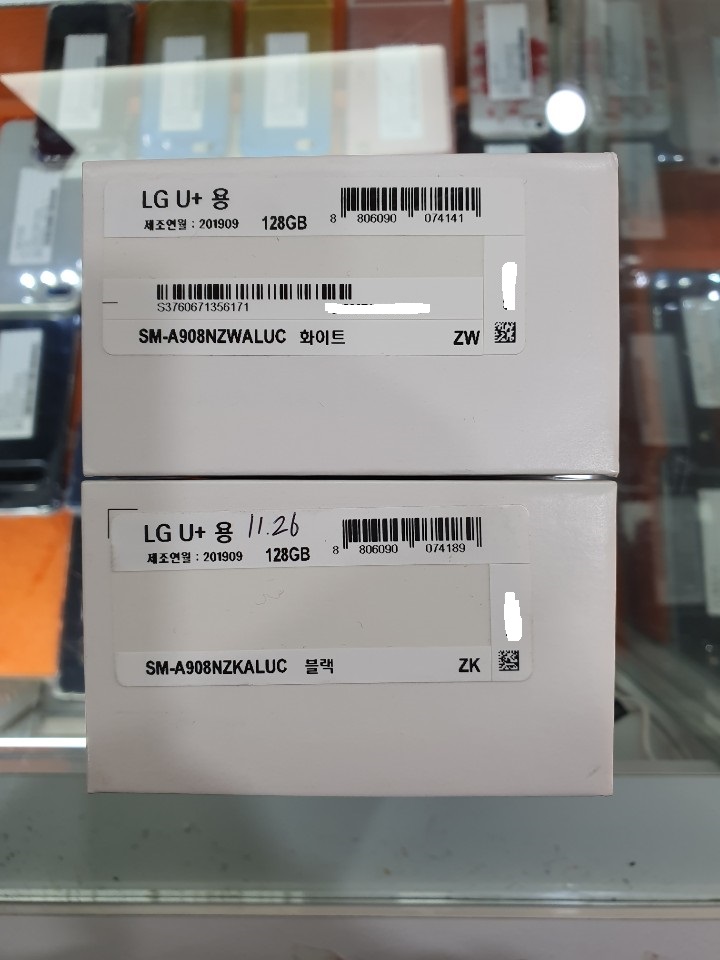 LG U+ 용
제조연월 : 201909 128GB
8 806090 074141
S3760671356171
SM-A908NZWALUC 화이트 ZW
LG U+ 용 11.26
제조연월 : 201909 128GB
8 806090 074189
SM-A908NZKALUC 블랙 ZK